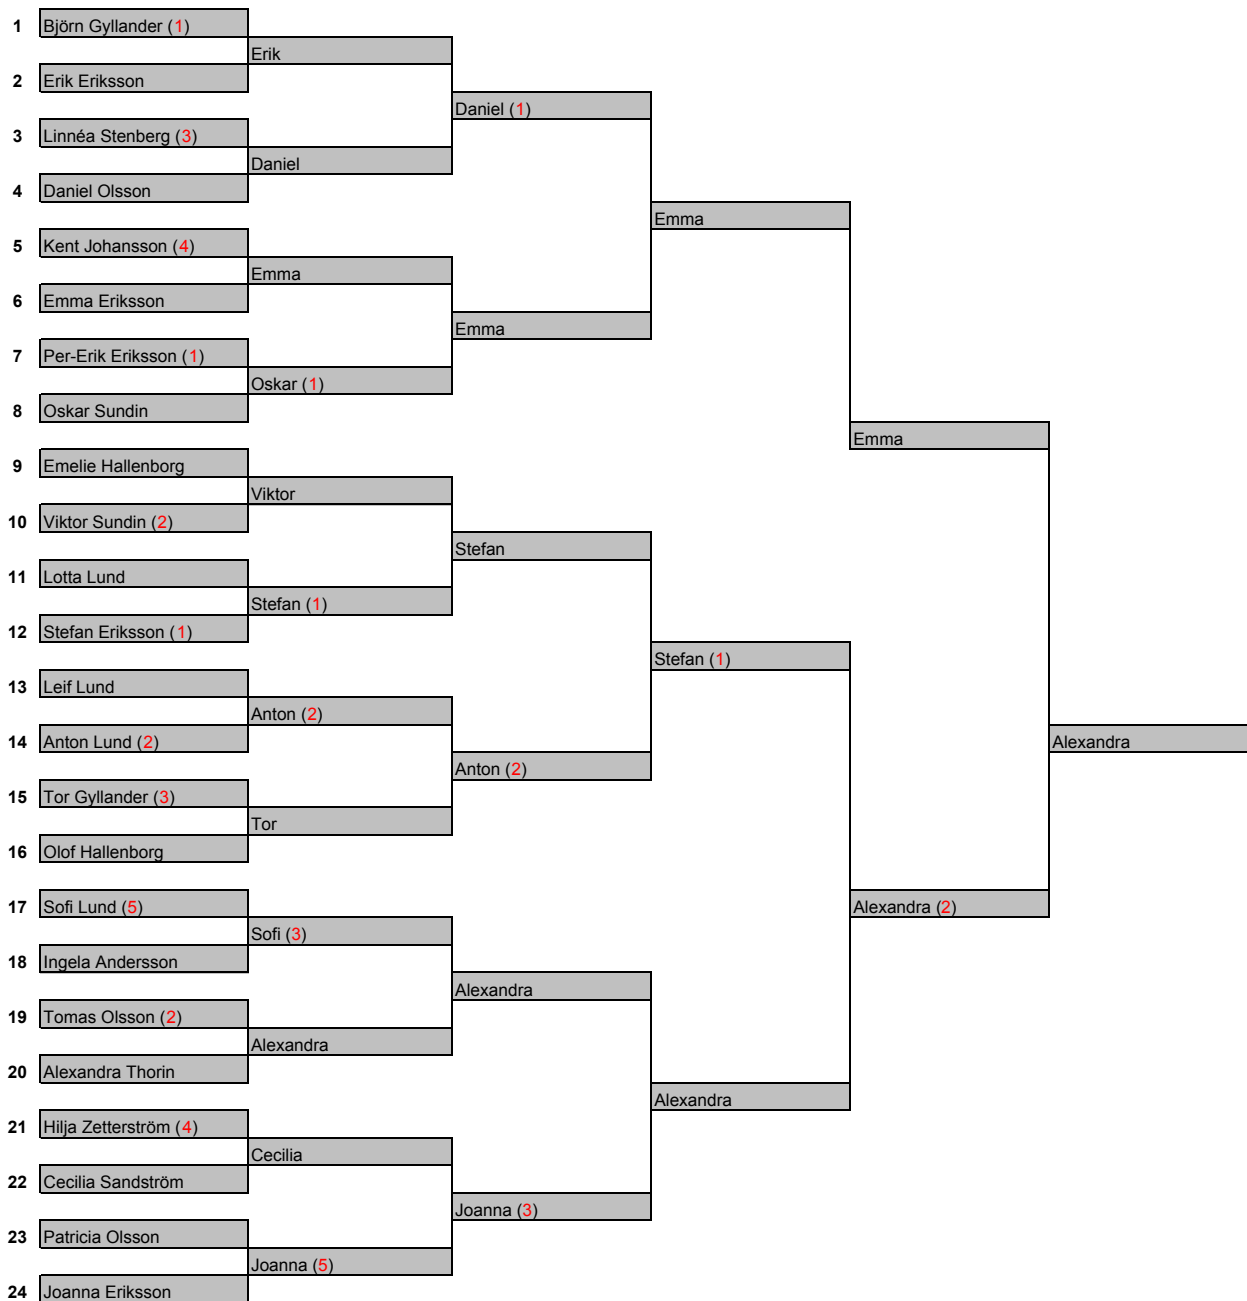 1 Björn Gyllander (1)
Erik
2 Erik Eriksson
Daniel (1)
3 Linnéa Stenberg (3)
Daniel
4 Daniel Olsson
Emma
5 Kent Johansson (4)
Emma
6 Emma Eriksson
Emma
7 Per-Erik Eriksson (1)
Oskar (1)
8 Oskar Sundin
Emma
9 Emelie Hallenborg
Viktor
10 Viktor Sundin (2)
Stefan
11 Lotta Lund
Stefan (1)
12 Stefan Eriksson (1)
Stefan (1)
13 Leif Lund
Anton (2)
14 Anton Lund (2)
Alexandra
Anton (2)
15 Tor Gyllander (3)
Tor
16 Olof Hallenborg
17 Sofi Lund (5)
Alexandra (2)
Sofi (3)
18 Ingela Andersson
Alexandra
19 Tomas Olsson (2)
Alexandra
20 Alexandra Thorin
Alexandra
21 Hilja Zetterström (4)
Cecilia
22 Cecilia Sandström
Joanna (3)
23 Patricia Olsson
Joanna (5)
24 Joanna Eriksson